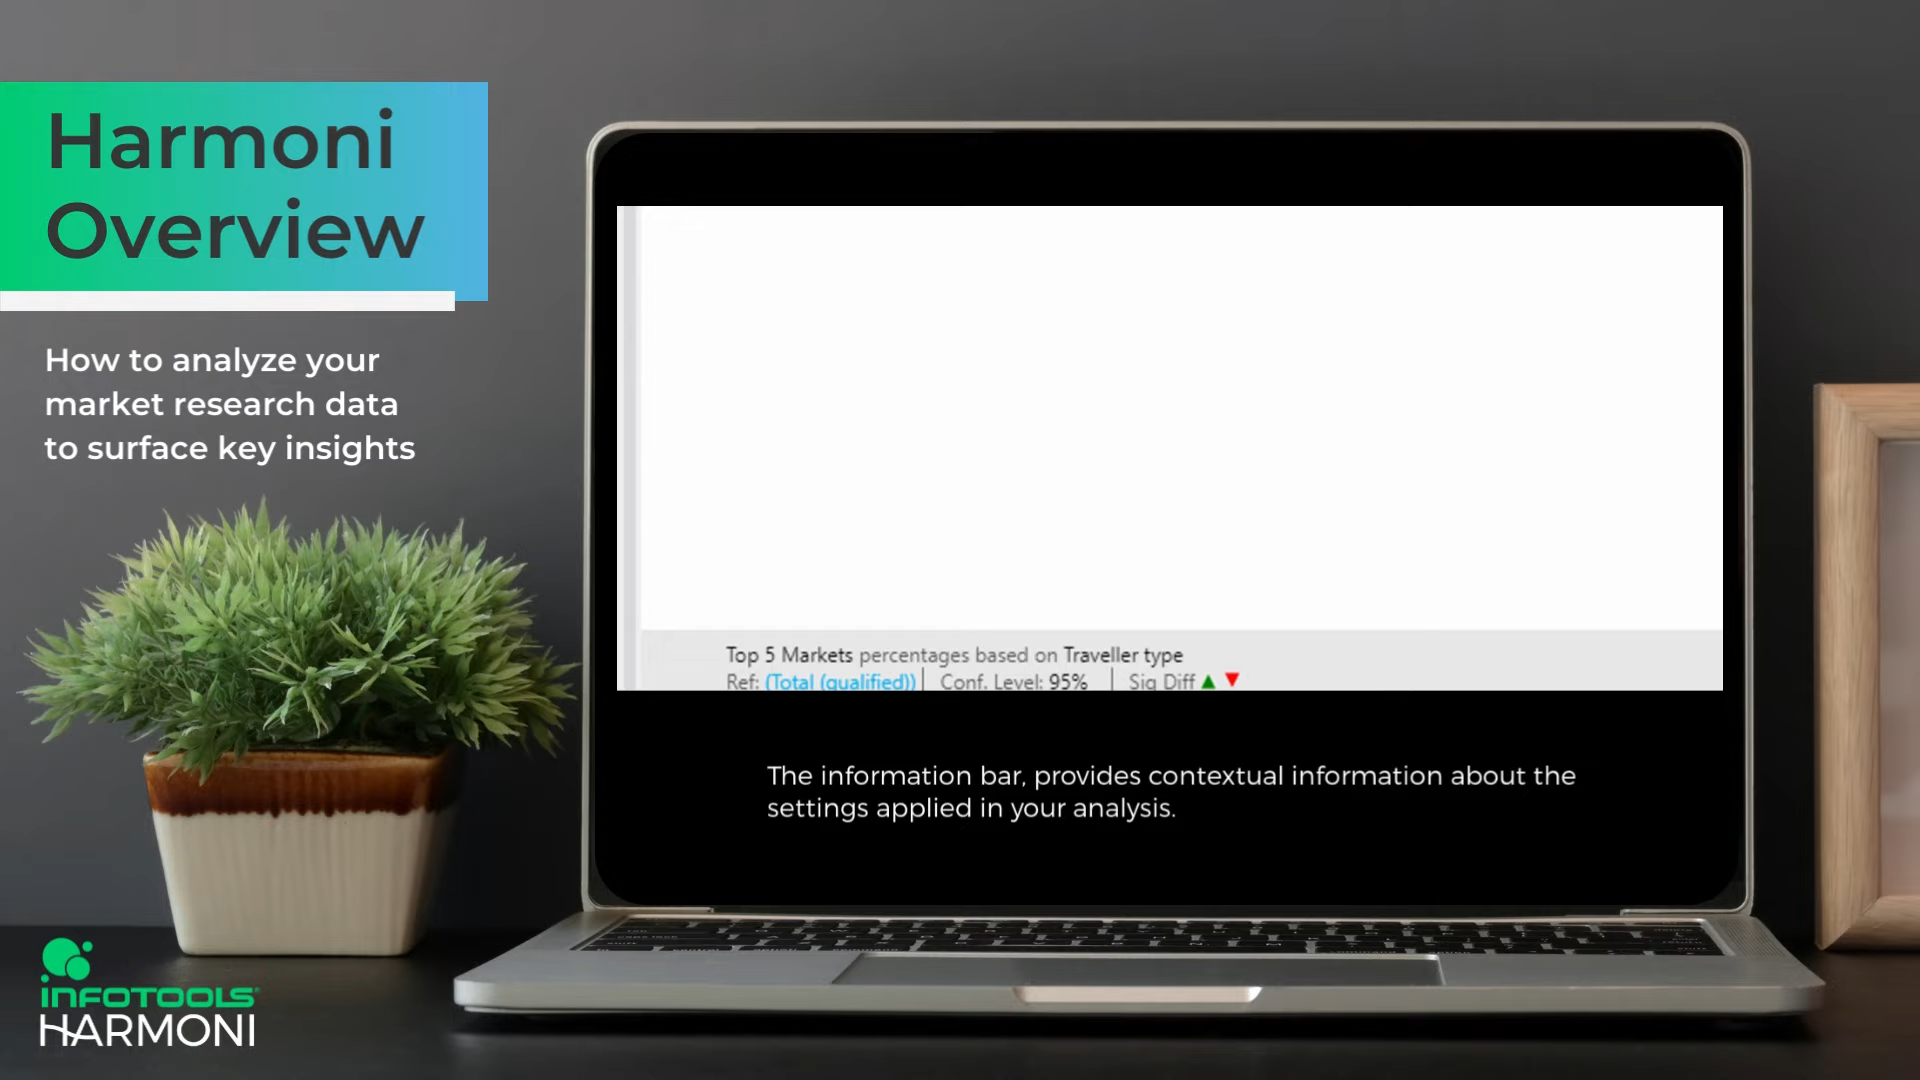 Harmoni
Overview
How to analyze your
market research data
to surface key insights
Top 5 Markets percentages based on Traveller type
Ref: (Total (qualified)) Conf. Level: 95% Sig Diff
The information bar, provides contextual information about the
settings applied in your analysis.
INFOTOOLS
HARMONI